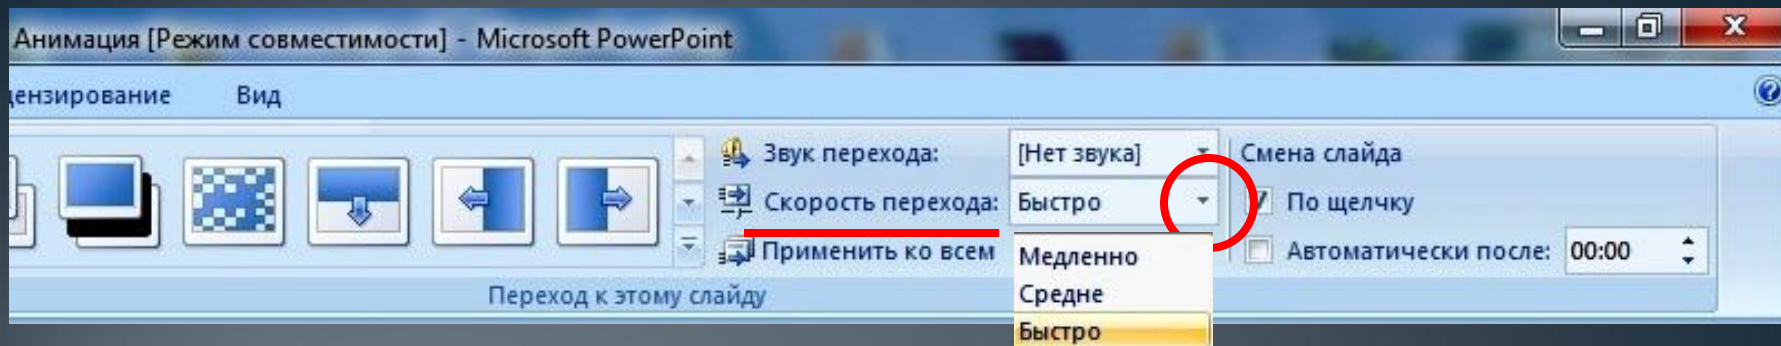 Анимация [Режим совместимости] - Microsoft PowerPoint
цензирование Вид
Звук перехода: [Нет звука] Смена слайда
Скорость перехода: Быстро По щелчку
Применить ко всем Медленно Автоматически после: 00:00
Средне
Переход к этому слайду
Быстро